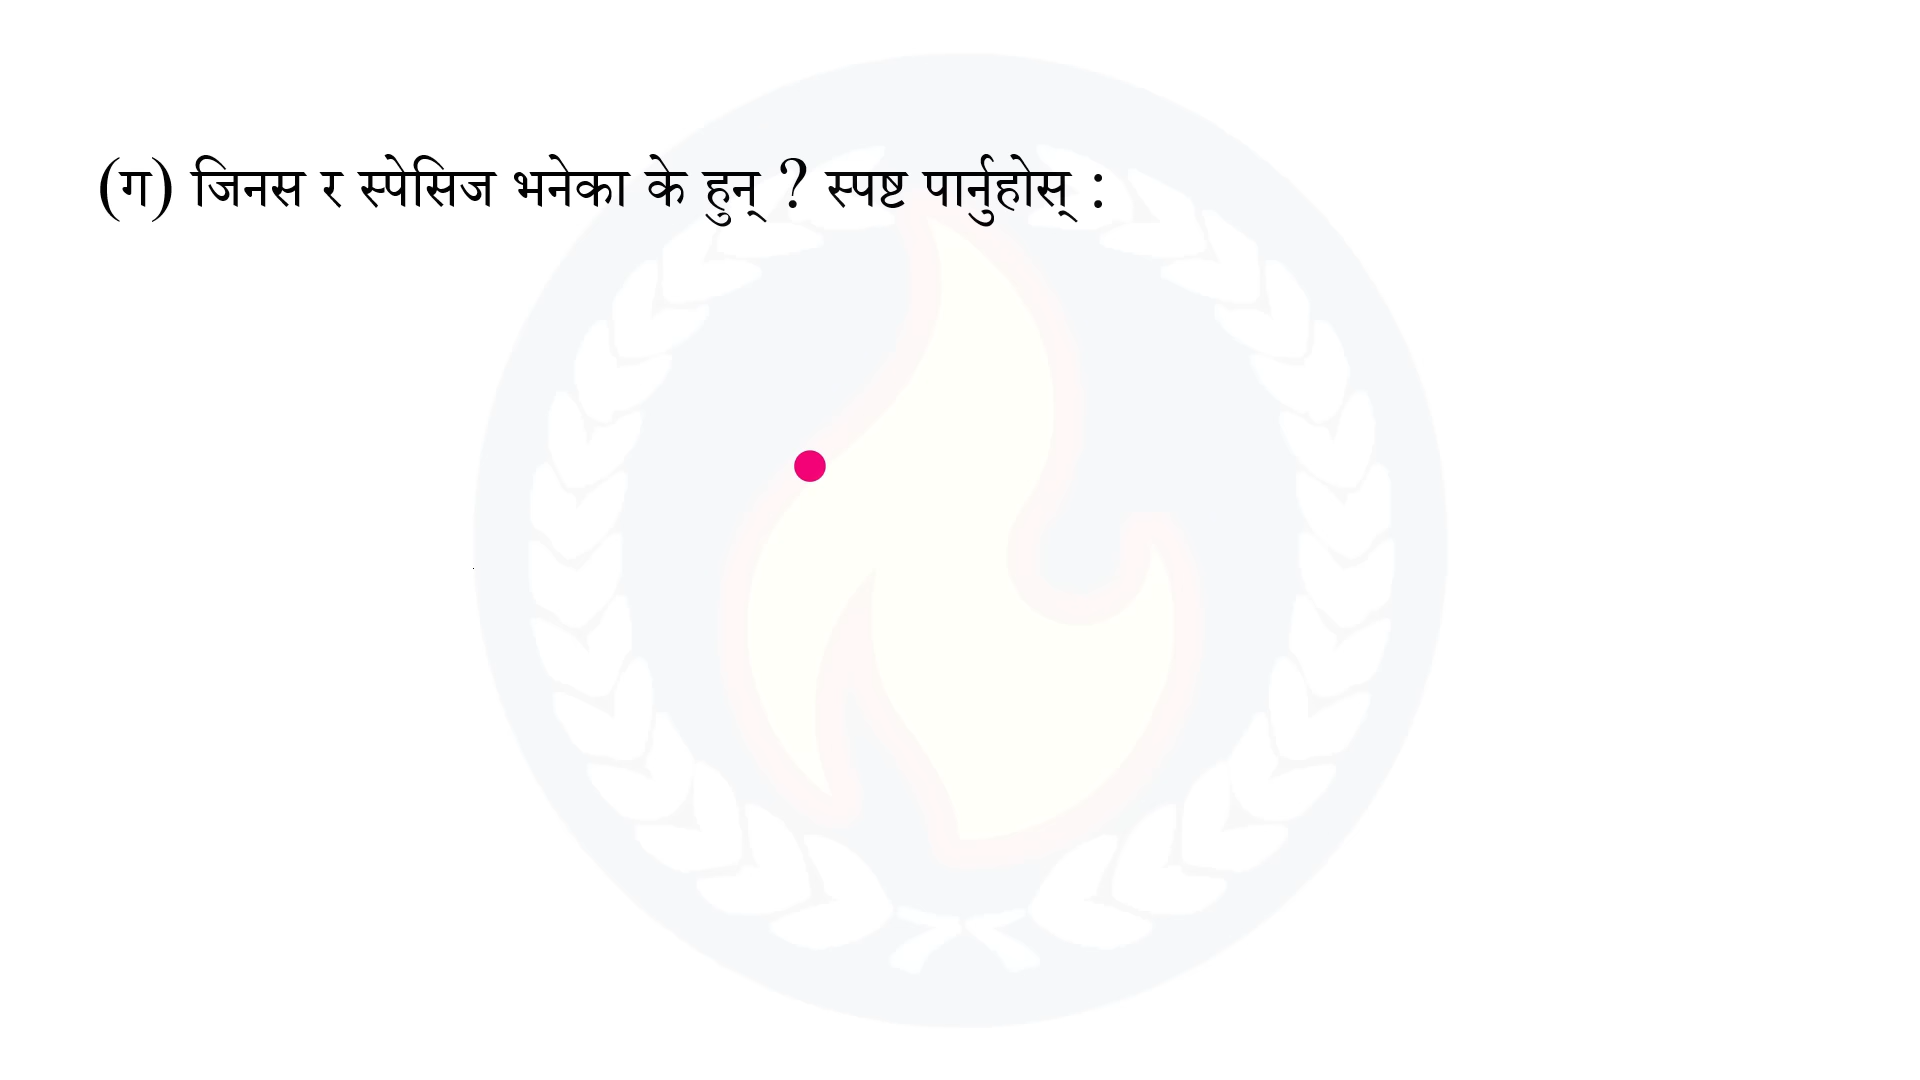 (ग) जिनस र स्पेसिज भनेका के हुन् ? स्पष्ट पार्नुहोस् :